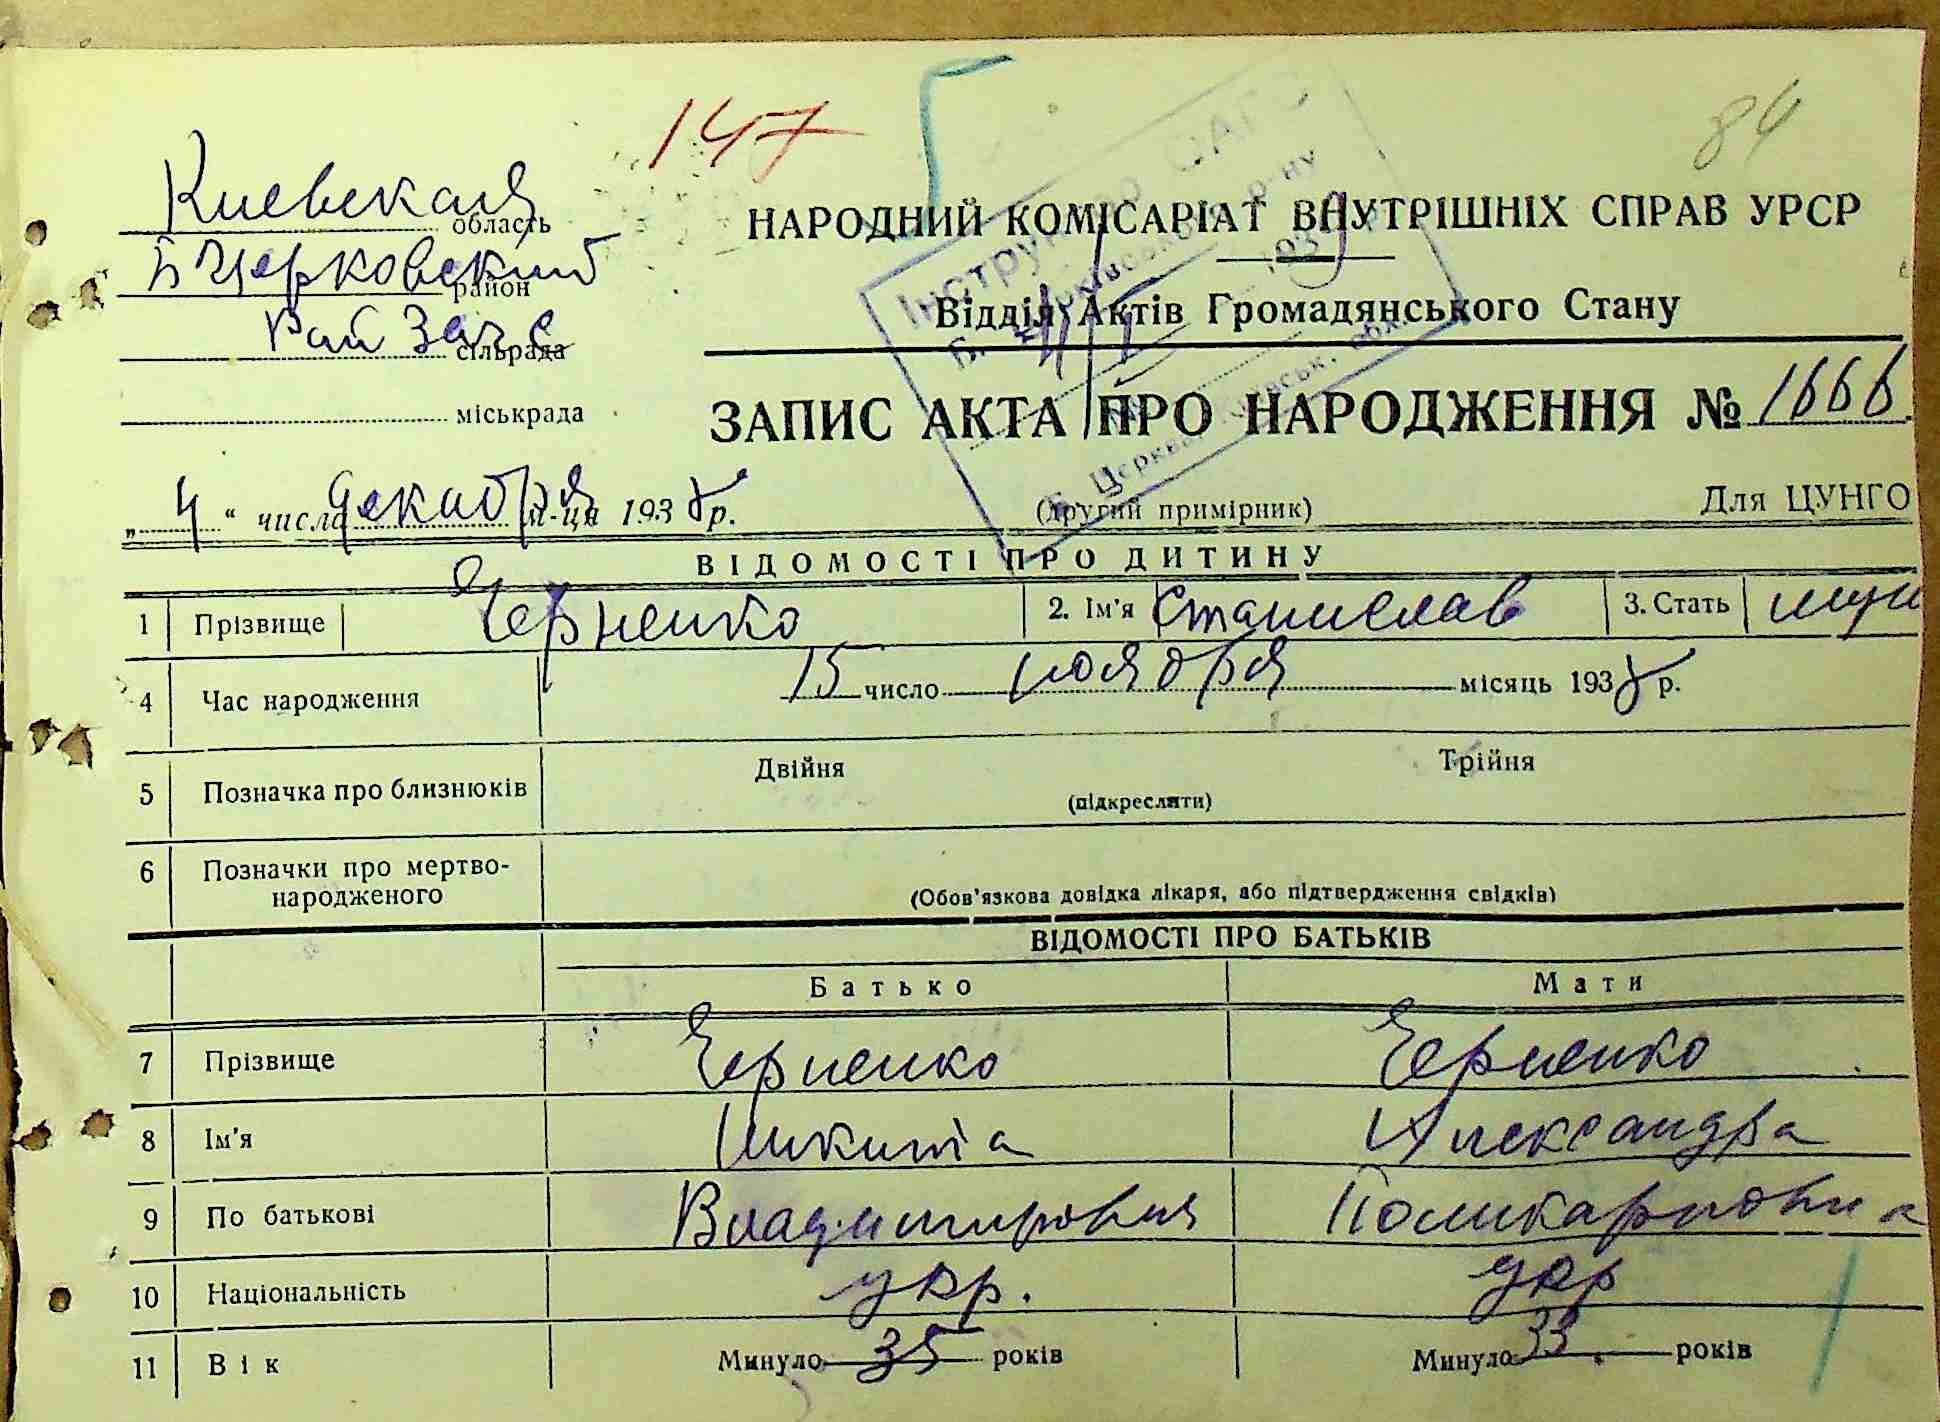 147
84
Киевская область
Б Церковский район
Рай Загс сільрада
міськрада
НАРОДНИЙ КОМІСАРІАТ ВНУТРІШНІХ СПРАВ УРСР
Відділ Актів Громадянського Стану
ЗАПИС АКТА ПРО НАРОДЖЕННЯ № 1666
„4“ числа декабря м-ця 1938 р.
(другий примірник)
Для ЦУНГО
ВІДОМОСТІ ПРО ДИТИНУ
1 Прізвище Черненко 2. Ім'я Станислав 3. Стать муж
4 Час народження 15 число ноября місяць 1938 р.
5 Позначка про близнюків Двійня Трійня
(підкреслити)
6 Позначки про мертво-
народженого (Обов'язкова довідка лікаря, або підтвердження свідків)
ВІДОМОСТІ ПРО БАТЬКІВ
Батько Мати
7 Прізвище Черненко Черненко
8 Ім'я Никита Александра
9 По батькові Владимирович Поликарповна
10 Національність укр. укр
11 Вік Минуло 35 років Минуло 33 років